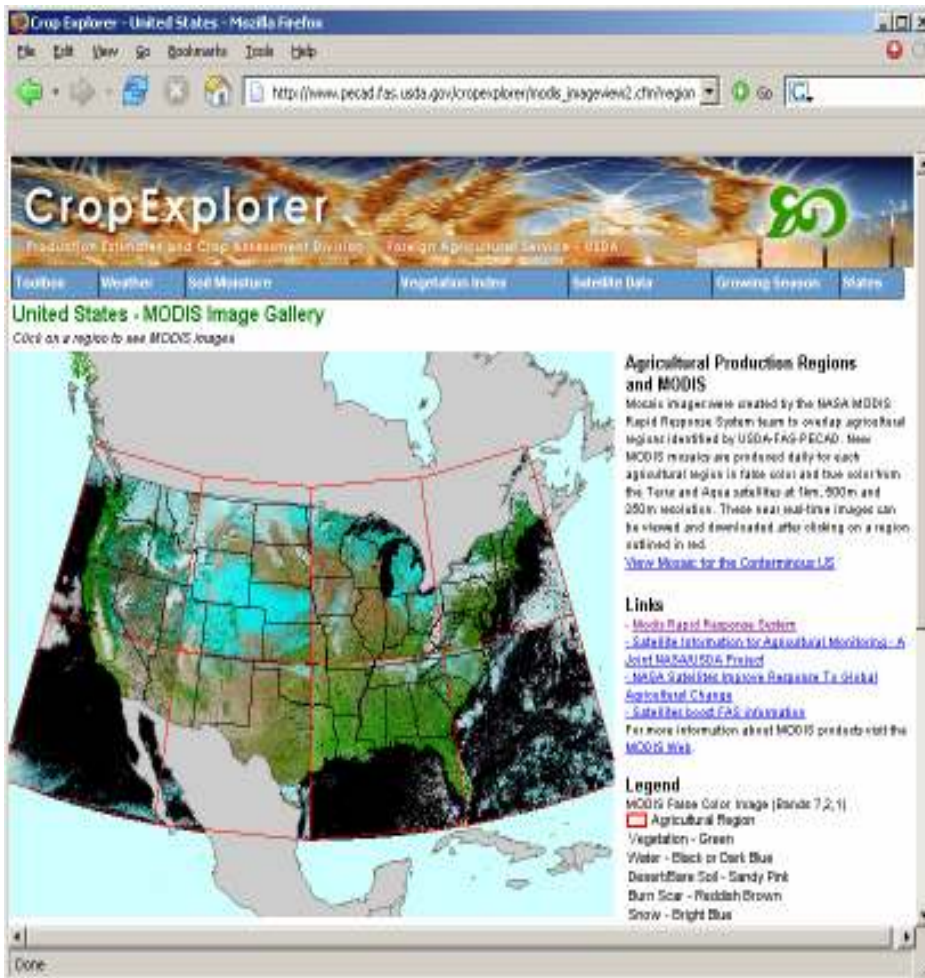 Crop Explorer - United States - Mozilla Firefox
File Edit View Go Bookmarks Tools Help
http://www.pecad.fas.usda.gov/cropexplorer/modis_imageview2.cfm?region
Go
CropExplorer
Production Estimates and Crop Assessment Division Foreign Agricultural Service - USDA
Toolbox Weather Soil Moisture Vegetation Index Satellite Data Growing Season States
United States - MODIS Image Gallery
Click on a region to see MODIS images
Agricultural Production Regions
and MODIS
Mosaic images were created by the NASA MODIS
Rapid Response System team to overlap agricultural
regions identified by USDA-FAS-PECAD. New
MODIS mosaics are produced daily for each
agricultural region in false color and true color from
the Terra and Aqua satellites at 1km, 500m and
250m resolution. These near real-time images can
be viewed and downloaded after clicking on a region
outlined in red.
View Mosaic for the Conterminous US
Links
- Modis Rapid Response System
- Satellite Information for Agricultural Monitoring - A
Joint NASA/USDA Project
- NASA Satellites Improve Response To Global
Agricultural Change
- Satellites boost FAS information
For more information about MODIS products visit the
MODIS Web.
Legend
MODIS False Color Image (Bands 7,2,1)
Agricultural Region
Vegetation - Green
Water - Black or Dark Blue
Desert/Bare Soil - Sandy Pink
Burn Scar - Reddish Brown
Snow - Bright Blue
Done